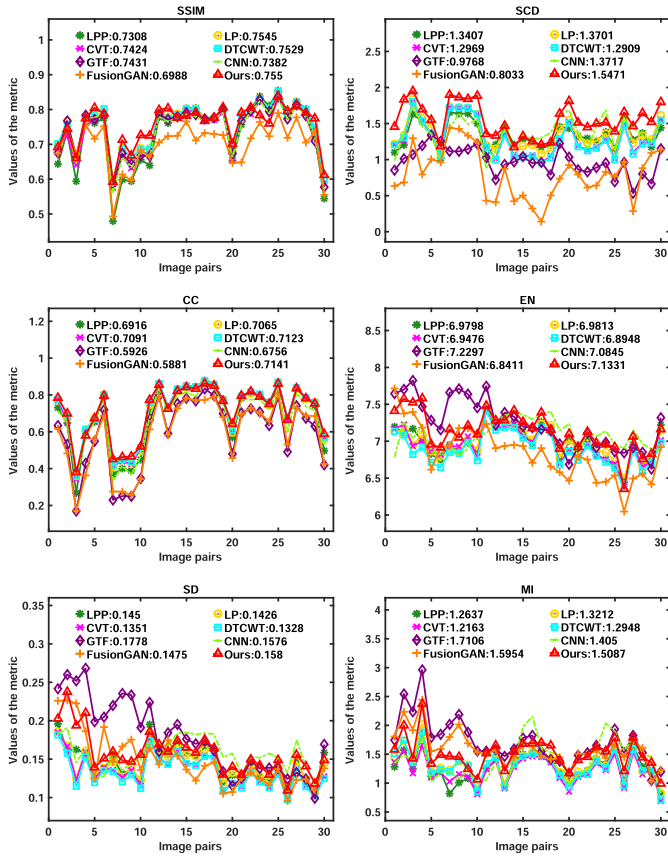 SSIM
LPP:0.7308 LP:0.7545
CVT:0.7424 DTCWT:0.7529
GTF:0.7431 CNN:0.7382
FusionGAN:0.6988 Ours:0.755
Values of the metric
1
0.9
0.8
0.7
0.6
0.5
0 5 10 15 20 25 30
Image pairs
SCD
LPP:1.3407 LP:1.3701
CVT:1.2969 DTCWT:1.2909
GTF:0.9768 CNN:1.3717
FusionGAN:0.8033 Ours:1.5471
Values of the metric
2.5
2
1.5
1
0.5
0
0 5 10 15 20 25 30
Image pairs
CC
LPP:0.6916 LP:0.7065
CVT:0.7091 DTCWT:0.7123
GTF:0.5926 CNN:0.6756
FusionGAN:0.5881 Ours:0.7141
Values of the metric
1.2
1
0.8
0.6
0.4
0.2
0 5 10 15 20 25 30
Image pairs
EN
LPP:6.9798 LP:6.9813
CVT:6.9476 DTCWT:6.8948
GTF:7.2297 CNN:7.0845
FusionGAN:6.8411 Ours:7.1331
Values of the metric
8.5
8
7.5
7
6.5
6
0 5 10 15 20 25 30
Image pairs
SD
LPP:0.145 LP:0.1426
CVT:0.1351 DTCWT:0.1328
GTF:0.1778 CNN:0.1576
FusionGAN:0.1475 Ours:0.158
Values of the metric
0.35
0.3
0.25
0.2
0.15
0.1
0 5 10 15 20 25 30
Image pairs
MI
LPP:1.2637 LP:1.3212
CVT:1.2163 DTCWT:1.2948
GTF:1.7106 CNN:1.405
FusionGAN:1.5954 Ours:1.5087
Values of the metric
4
3.5
3
2.5
2
1.5
1
0.5
0 5 10 15 20 25 30
Image pairs